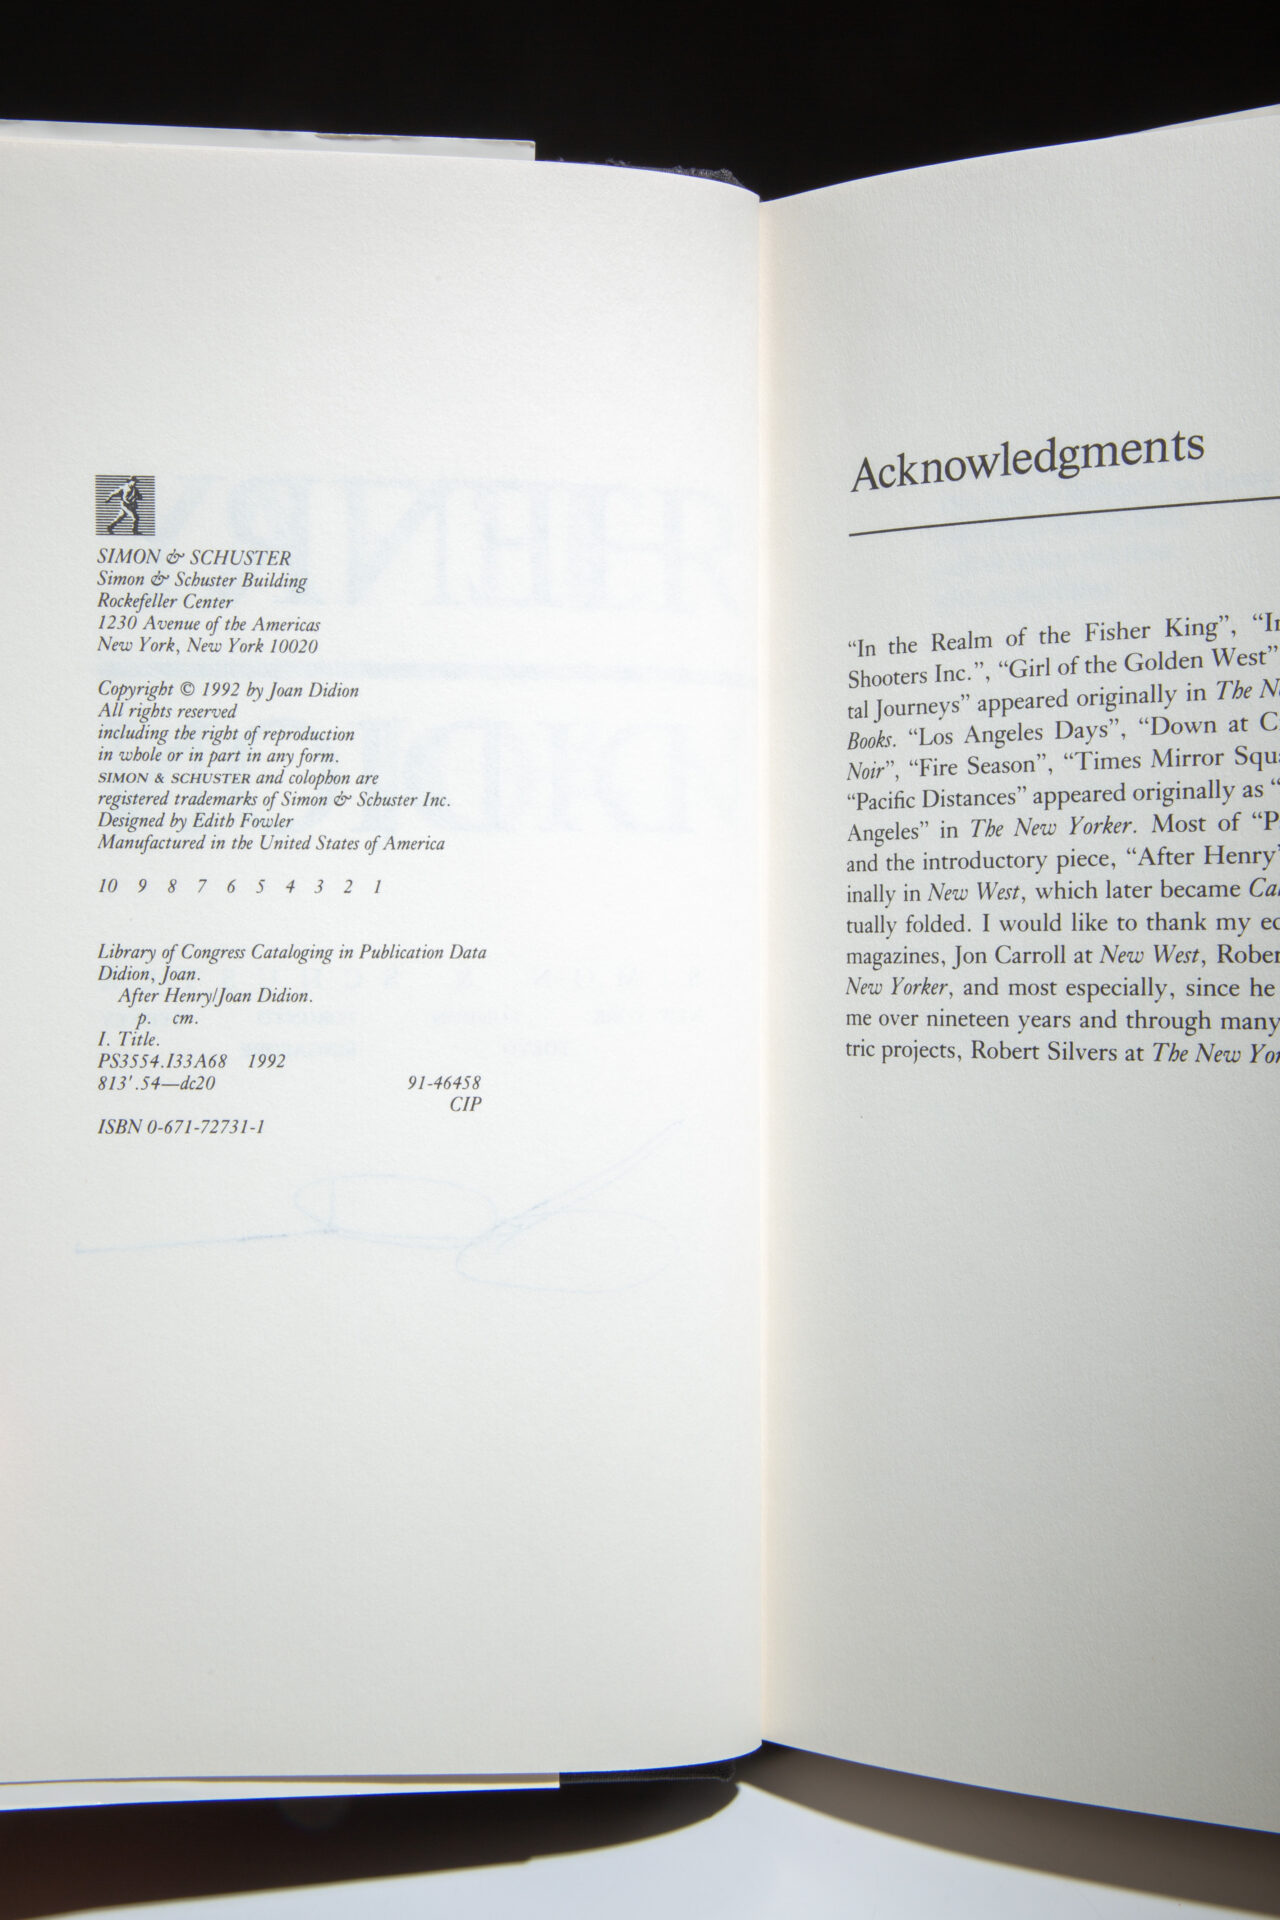 SIMON & SCHUSTER
Simon & Schuster Building
Rockefeller Center
1230 Avenue of the Americas
New York, New York 10020
Copyright © 1992 by Joan Didion
All rights reserved
including the right of reproduction
in whole or in part in any form.
SIMON & SCHUSTER and colophon are
registered trademarks of Simon & Schuster Inc.
Designed by Edith Fowler
Manufactured in the United States of America
10 9 8 7 6 5 4 3 2 1
Library of Congress Cataloging in Publication Data
Didion, Joan.
After Henry/Joan Didion.
p. cm.
I. Title.
PS3554.I33A68 1992
813'.54—dc20 91-46458
CIP
ISBN 0-671-72731-1
Acknowledgments
“In the Realm of the Fisher King”, “In
Shooters Inc.”, “Girl of the Golden West”
tal Journeys” appeared originally in The
Books. “Los Angeles Days”, “Down at
Noir”, “Fire Season”, “Times Mirror
“Pacific Distances” appeared originally as “
Angeles” in The New Yorker. Most of
and the introductory piece, “After Henry”
inally in New West, which later became
tually folded. I would like to thank my
magazines, Jon Carroll at New West,
New Yorker, and most especially, since he
me over nineteen years and through many
tric projects, Robert Silvers at The New